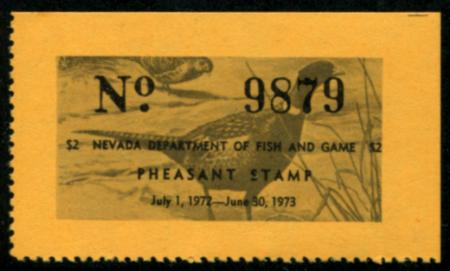 Nº 9879
$2 NEVADA DEPARTMENT OF FISH AND GAME $2
PHEASANT STAMP
July 1, 1972—June 30, 1973